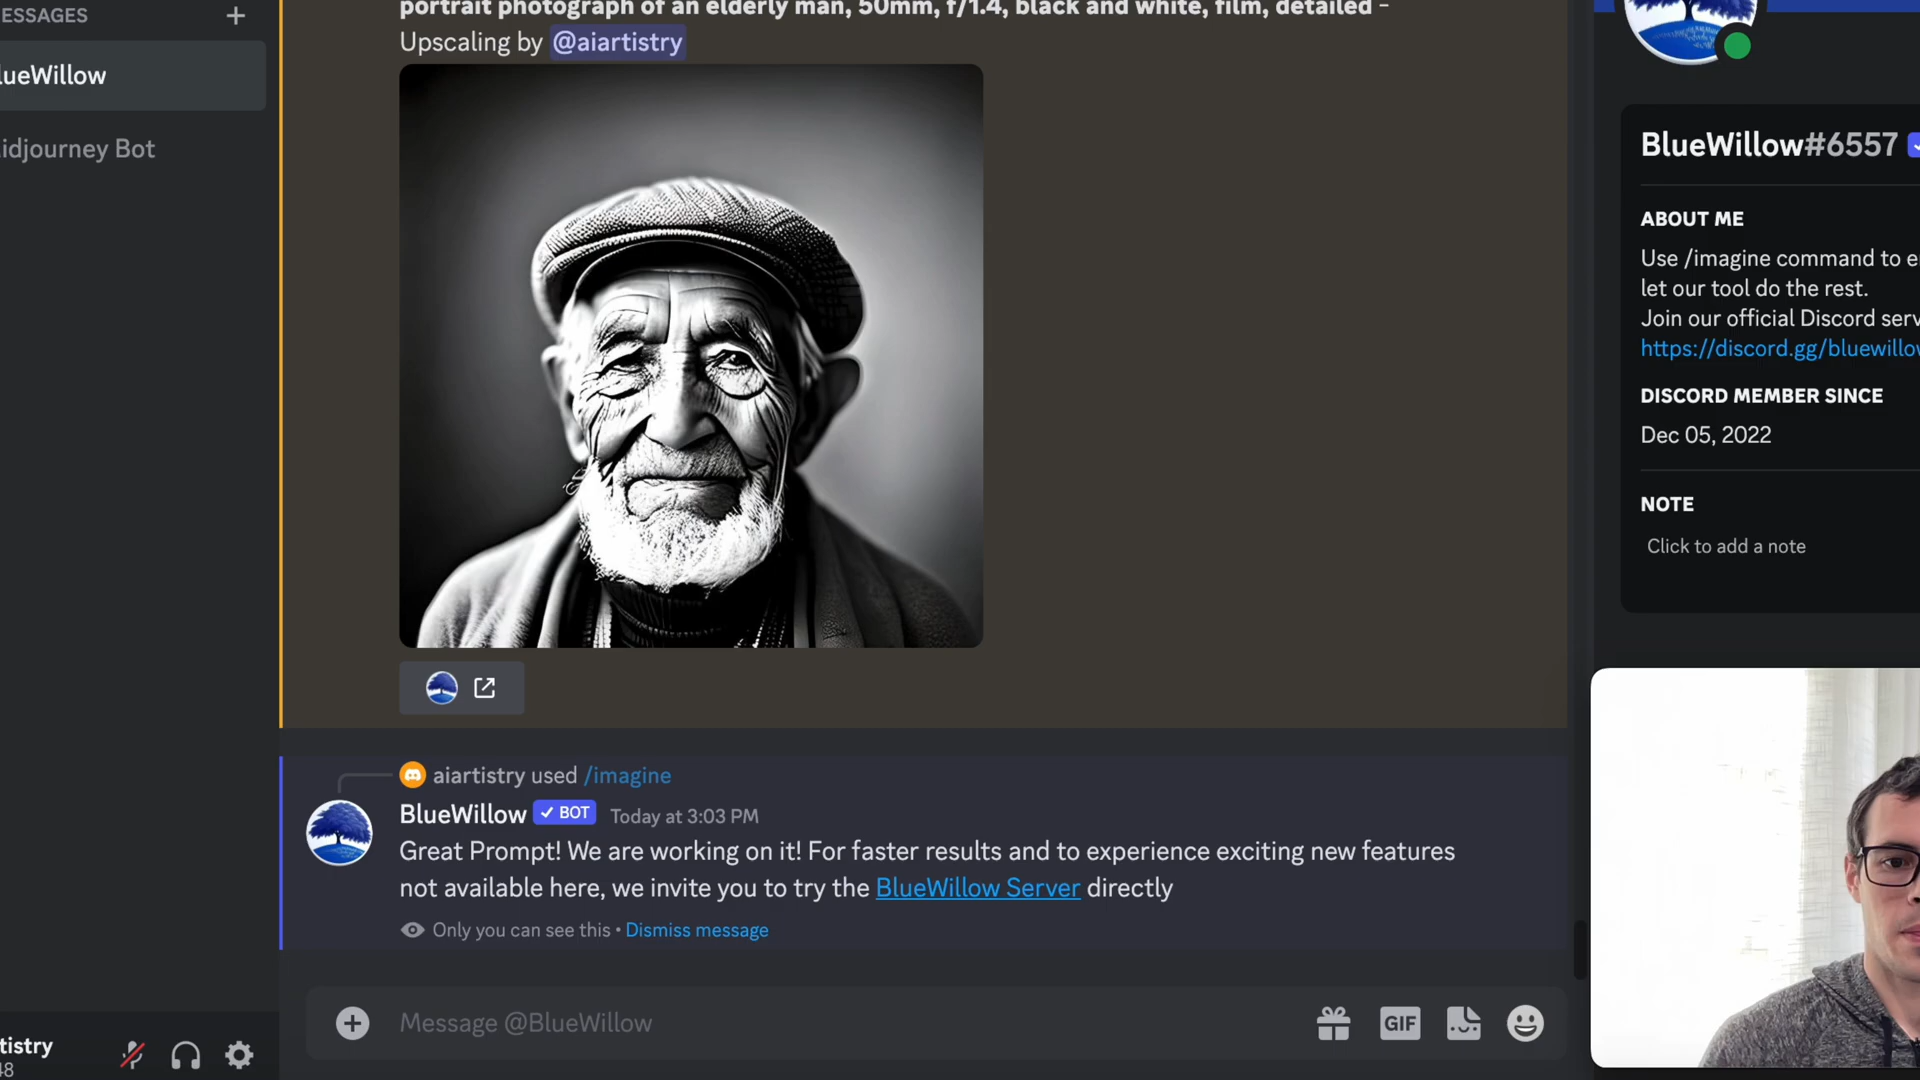 ESSAGES
lueWillow
idjourney Bot
portrait photograph of an elderly man, 50mm, f/1.4, black and white, film, detailed -
Upscaling by @aiartistry
aiartistry used /imagine
BlueWillow BOT Today at 3:03 PM
Great Prompt! We are working on it! For faster results and to experience exciting new features
not available here, we invite you to try the BlueWillow Server directly
Only you can see this • Dismiss message
Message @BlueWillow
GIF
tistry
48
BlueWillow#6557
ABOUT ME
Use /imagine command to e
let our tool do the rest.
Join our official Discord serv
https://discord.gg/bluewillow
DISCORD MEMBER SINCE
Dec 05, 2022
NOTE
Click to add a note